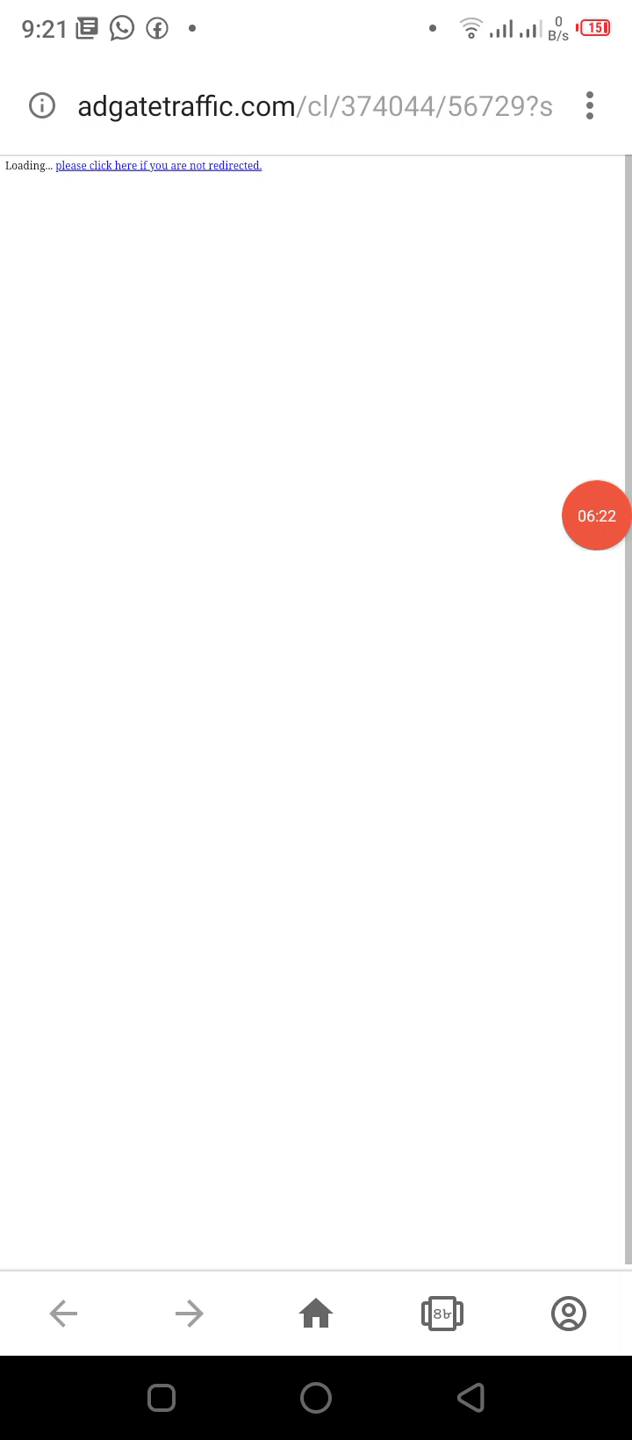 9:21
0
B/s
15
adgatetraffic.com/cl/374044/56729?s
Loading... please click here if you are not redirected.
06:22
৪৮